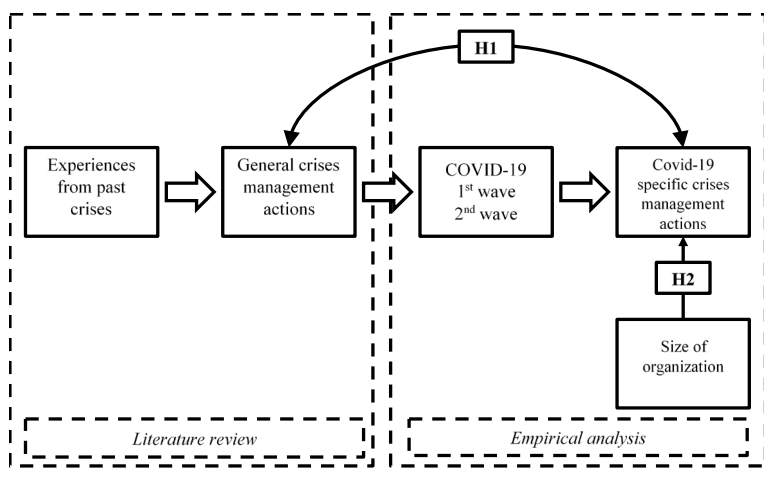 H1
Experiences
from past
crises
General crises
management
actions
COVID-19
1st wave
2nd wave
Covid-19
specific crises
management
actions
H2
Size of
organization
Literature review
Empirical analysis